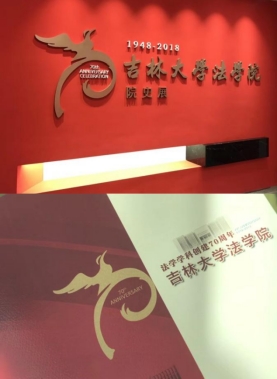 1948-2018
吉林大学法学院
院史展
70TH
ANNIVERSARY
CELEBRATION
法学学科创建70周年
吉林大学法学院
70TH
ANNIVERSARY